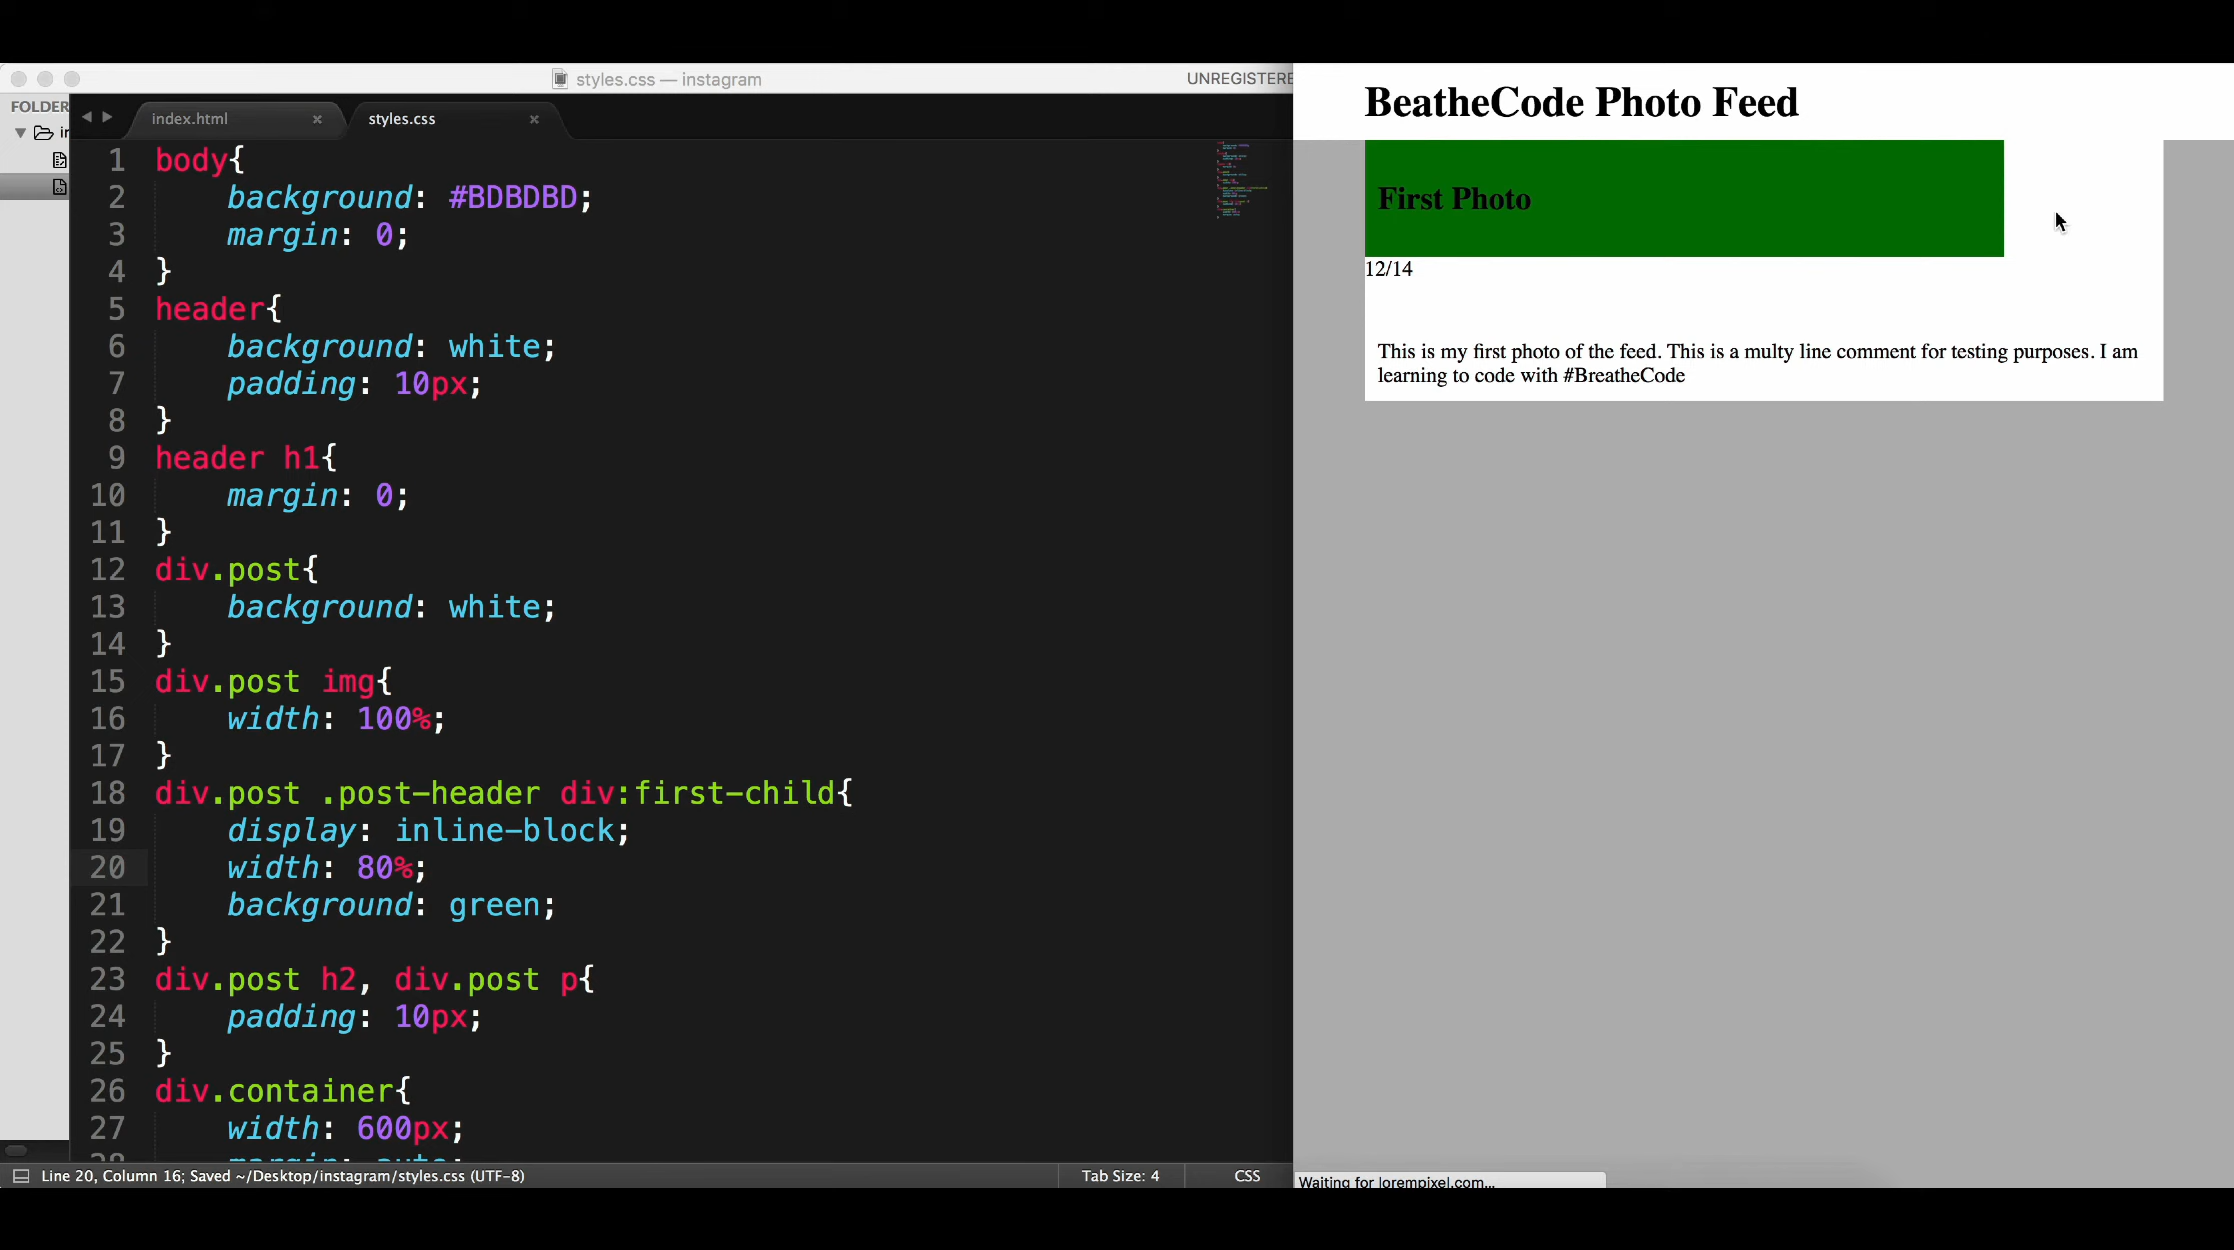 styles.css — instagram
UNREGISTERE
FOLDER
index.html
styles.css
1 body{
2 background: #BDBDBD;
3 margin: 0;
4 }
5 header{
6 background: white;
7 padding: 10px;
8 }
9 header h1{
10 margin: 0;
11 }
12 div.post{
13 background: white;
14 }
15 div.post img{
16 width: 100%;
17 }
18 div.post .post-header div:first-child{
19 display: inline-block;
20 width: 80%;
21 background: green;
22 }
23 div.post h2, div.post p{
24 padding: 10px;
25 }
26 div.container{
27 width: 600px;
28 margin: auto;
Line 20, Column 16; Saved ~/Desktop/instagram/styles.css (UTF-8)
Tab Size: 4
CSS
BeatheCode Photo Feed
First Photo
12/14
This is my first photo of the feed. This is a multy line comment for testing purposes. I am
learning to code with #BreatheCode
Waiting for lorempixel.com...